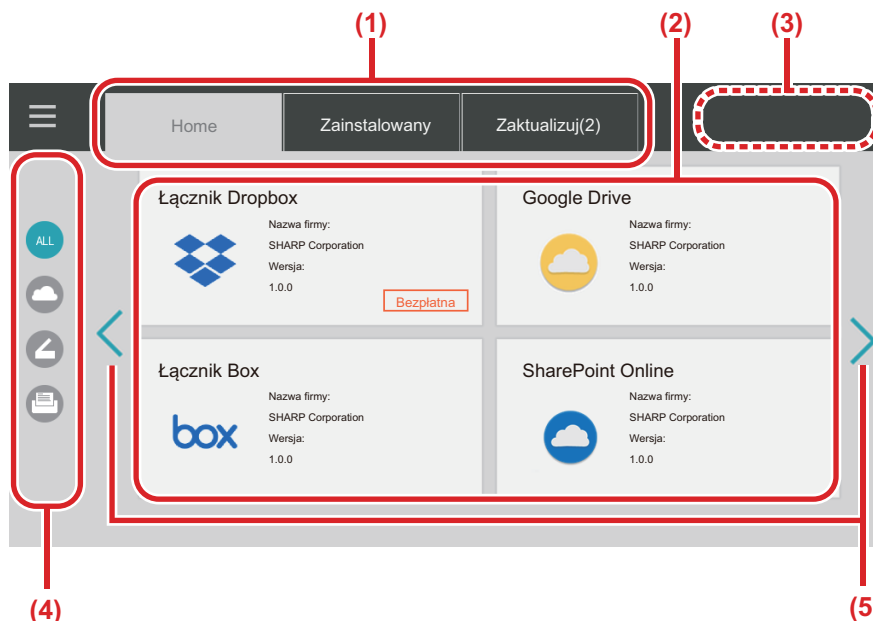 (1)
(2)
(3)
Home
Zainstalowany
Zaktualizuj(2)
ALL
Łącznik Dropbox
Nazwa firmy:
SHARP Corporation
Wersja:
1.0.0
Bezpłatna
Google Drive
Nazwa firmy:
SHARP Corporation
Wersja:
1.0.0
Łącznik Box
box
Nazwa firmy:
SHARP Corporation
Wersja:
1.0.0
SharePoint Online
Nazwa firmy:
SHARP Corporation
Wersja:
1.0.0
(4)
(5